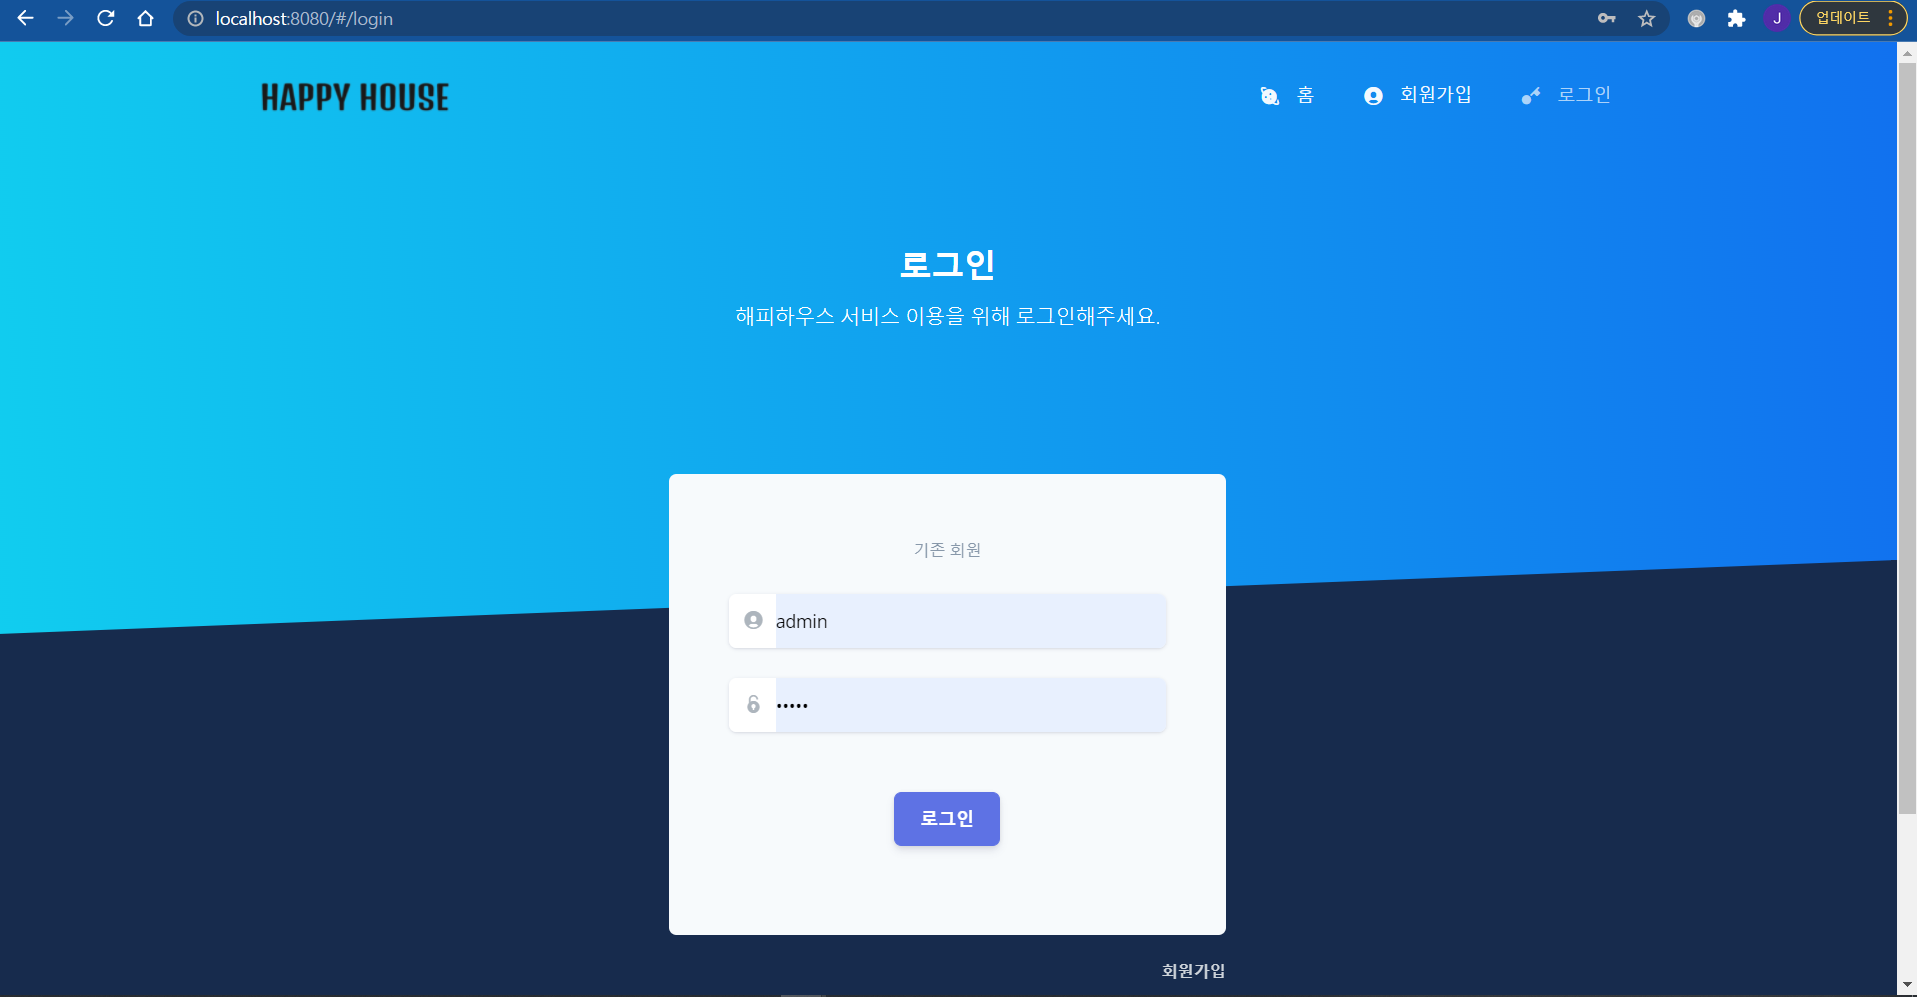 localhost:8080/#/login
J
업데이트
HAPPY HOUSE
홈
회원가입
로그인
로그인
해피하우스 서비스 이용을 위해 로그인해주세요.
기존 회원
admin
•••••
로그인
회원가입